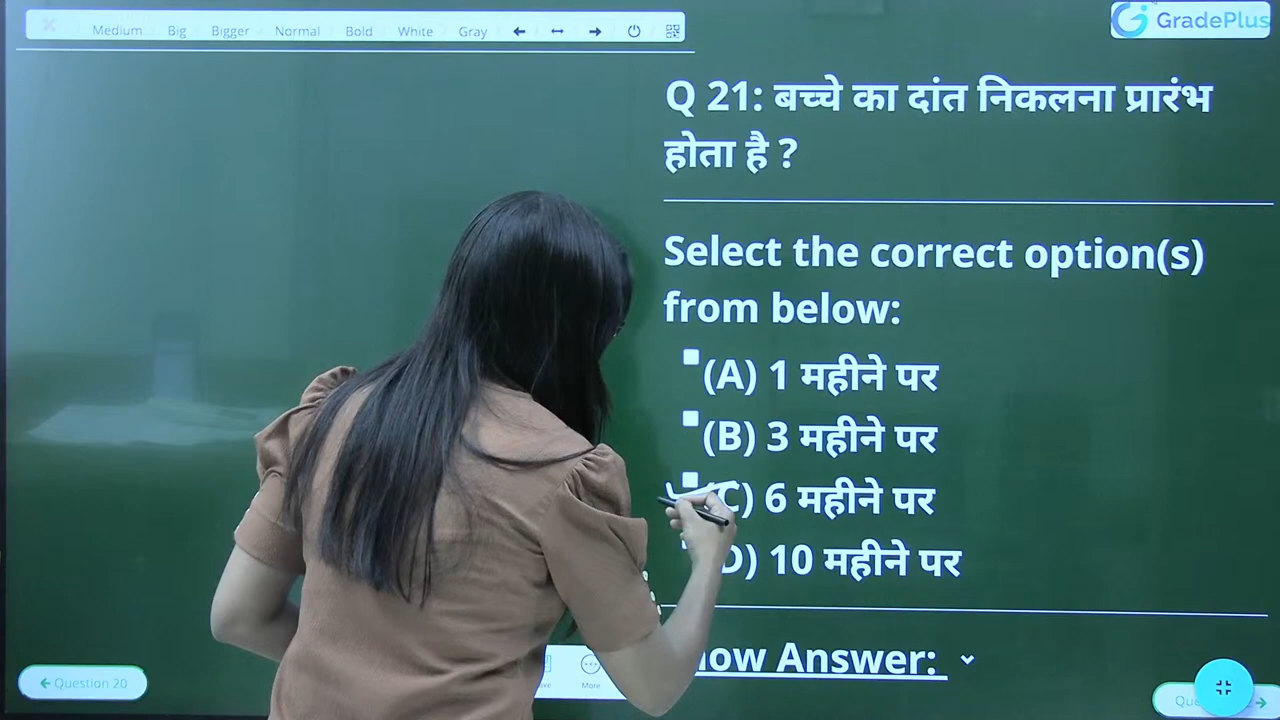 Medium Big Bigger Normal Bold White Gray
GradePlus
Q 21: बच्चे का दांत निकलना प्रारंभ
होता है ?
Select the correct option(s)
from below:
(A) 1 महीने पर
(B) 3 महीने पर
(C) 6 महीने पर
D) 10 महीने पर
Answer:
More
Question 20